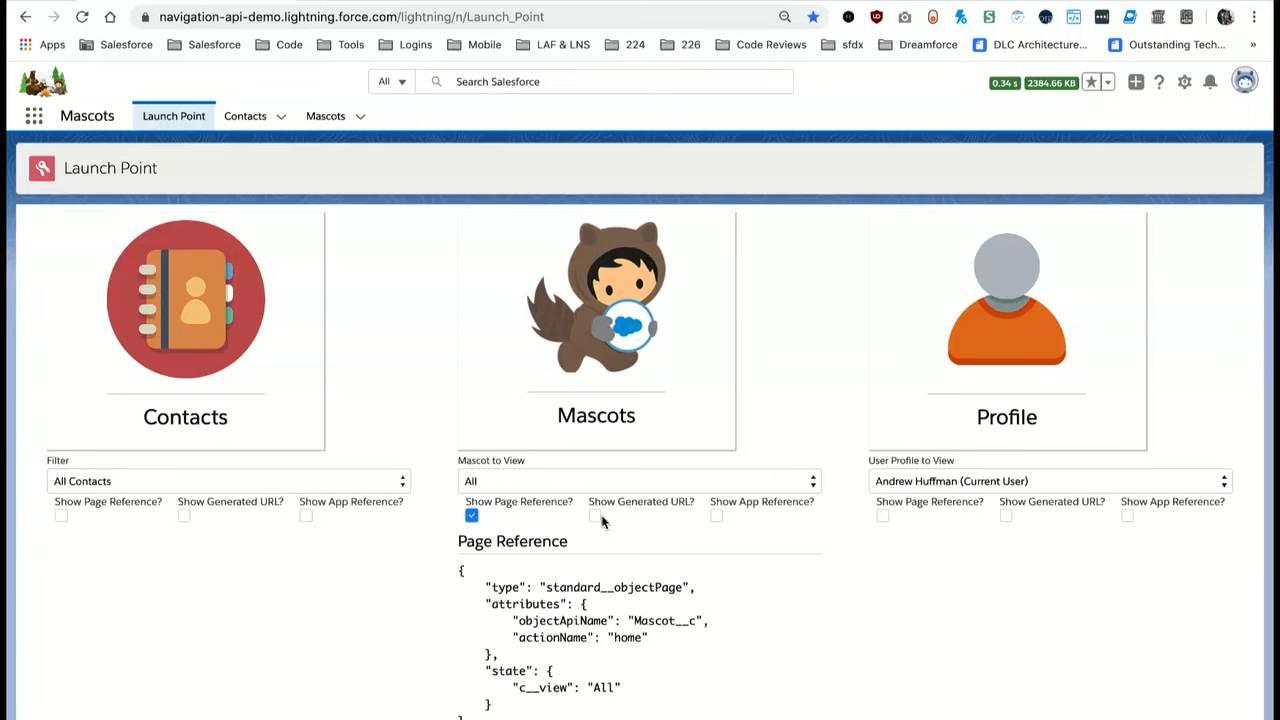 navigation-api-demo.lightning.force.com/lightning/n/Launch_Point
Apps Salesforce Salesforce Code Tools Logins Mobile LAF & LNS 224 226 Code Reviews sfdx Dreamforce DLC Architecture... Outstanding Tech... »
All Search Salesforce 0.34 s 2384.66 KB
Mascots Launch Point Contacts Mascots
Launch Point
Contacts Mascots Profile
Filter Mascot to View User Profile to View
All Contacts All Andrew Huffman (Current User)
Show Page Reference? Show Generated URL? Show App Reference? Show Page Reference? Show Generated URL? Show App Reference? Show Page Reference? Show Generated URL? Show App Reference?
Page Reference
{
"type": "standard__objectPage",
"attributes": {
"objectApiName": "Mascot__c",
"actionName": "home"
},
"state": {
"c__view": "All"
}